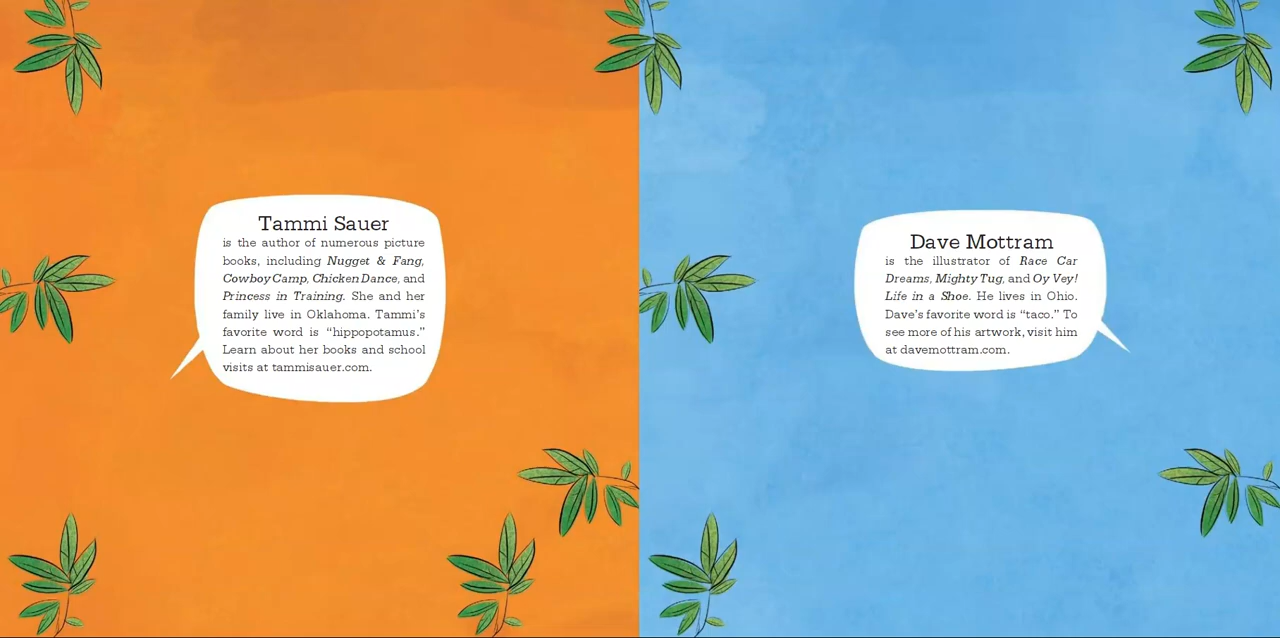 Tammi Sauer
is the author of numerous picture
books, including Nugget & Fang,
Cowboy Camp, Chicken Dance, and
Princess in Training. She and her
family live in Oklahoma. Tammi’s
favorite word is “hippopotamus.”
Learn about her books and school
visits at tammisauer.com.
Dave Mottram
is the illustrator of Race Car
Dreams, Mighty Tug, and Oy Vey!
Life in a Shoe. He lives in Ohio.
Dave’s favorite word is “taco.” To
see more of his artwork, visit him
at davemottram.com.